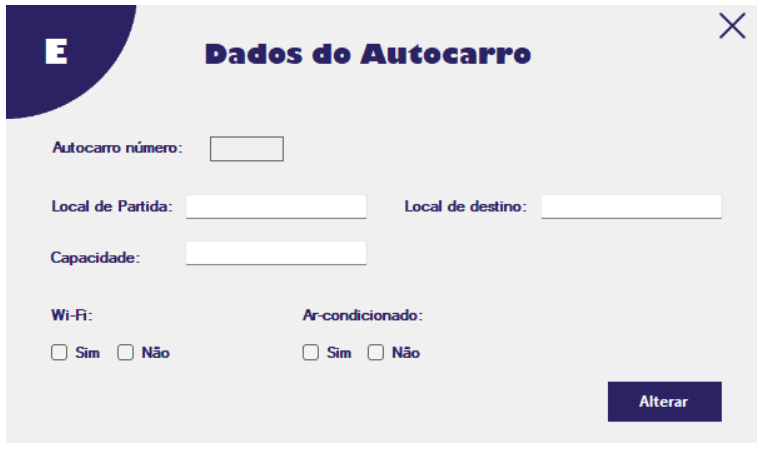 E
Dados do Autocarro
Autocarro número:
Local de Partida: Local de destino:
Capacidade:
Wi-Fi: Ar-condicionado:
Sim Não Sim Não
Alterar